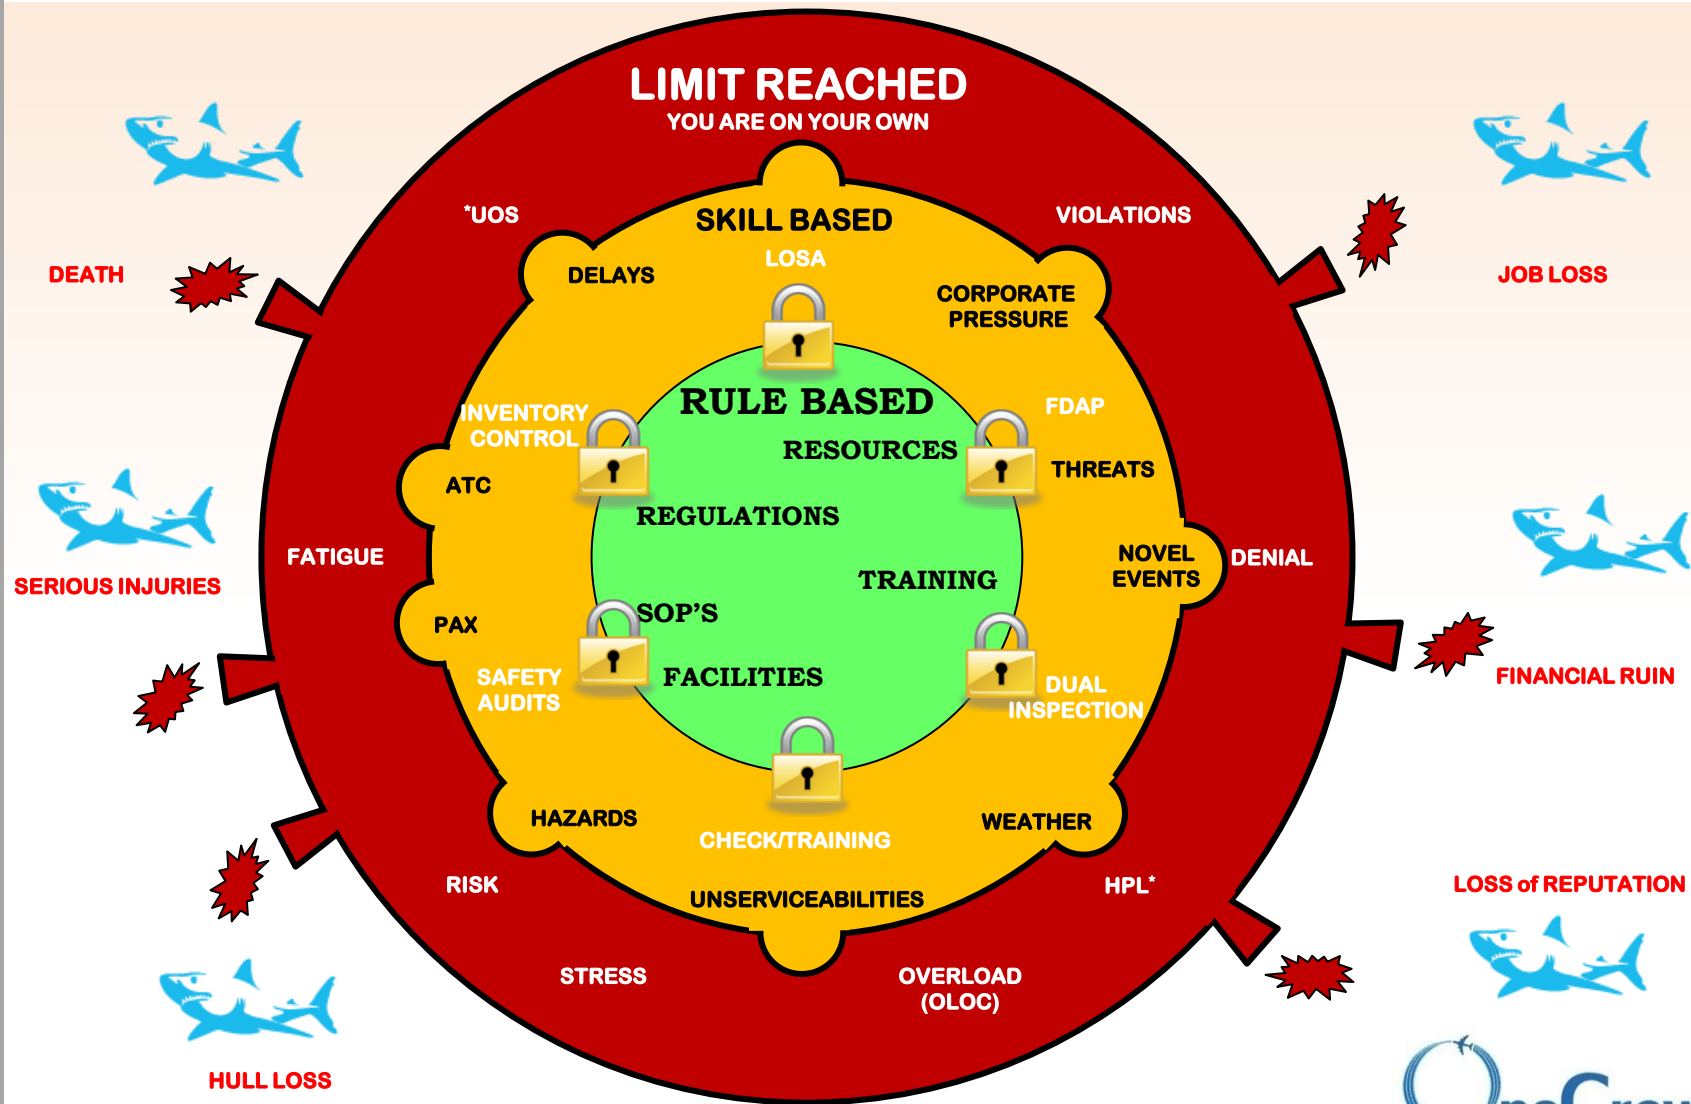 LIMIT REACHED
YOU ARE ON YOUR OWN
*UOS
VIOLATIONS
SKILL BASED
LOSA
DELAYS
CORPORATE
PRESSURE
DEATH
JOB LOSS
RULE BASED
INVENTORY
CONTROL
FDAP
RESOURCES
THREATS
ATC
REGULATIONS
FATIGUE
NOVEL
EVENTS
DENIAL
SERIOUS INJURIES
TRAINING
SOP'S
PAX
SAFETY
AUDITS
FACILITIES
DUAL
INSPECTION
FINANCIAL RUIN
HAZARDS
WEATHER
CHECK/TRAINING
RISK
UNSERVICEABILITIES
HPL*
LOSS of REPUTATION
STRESS
OVERLOAD
(OLOC)
HULL LOSS